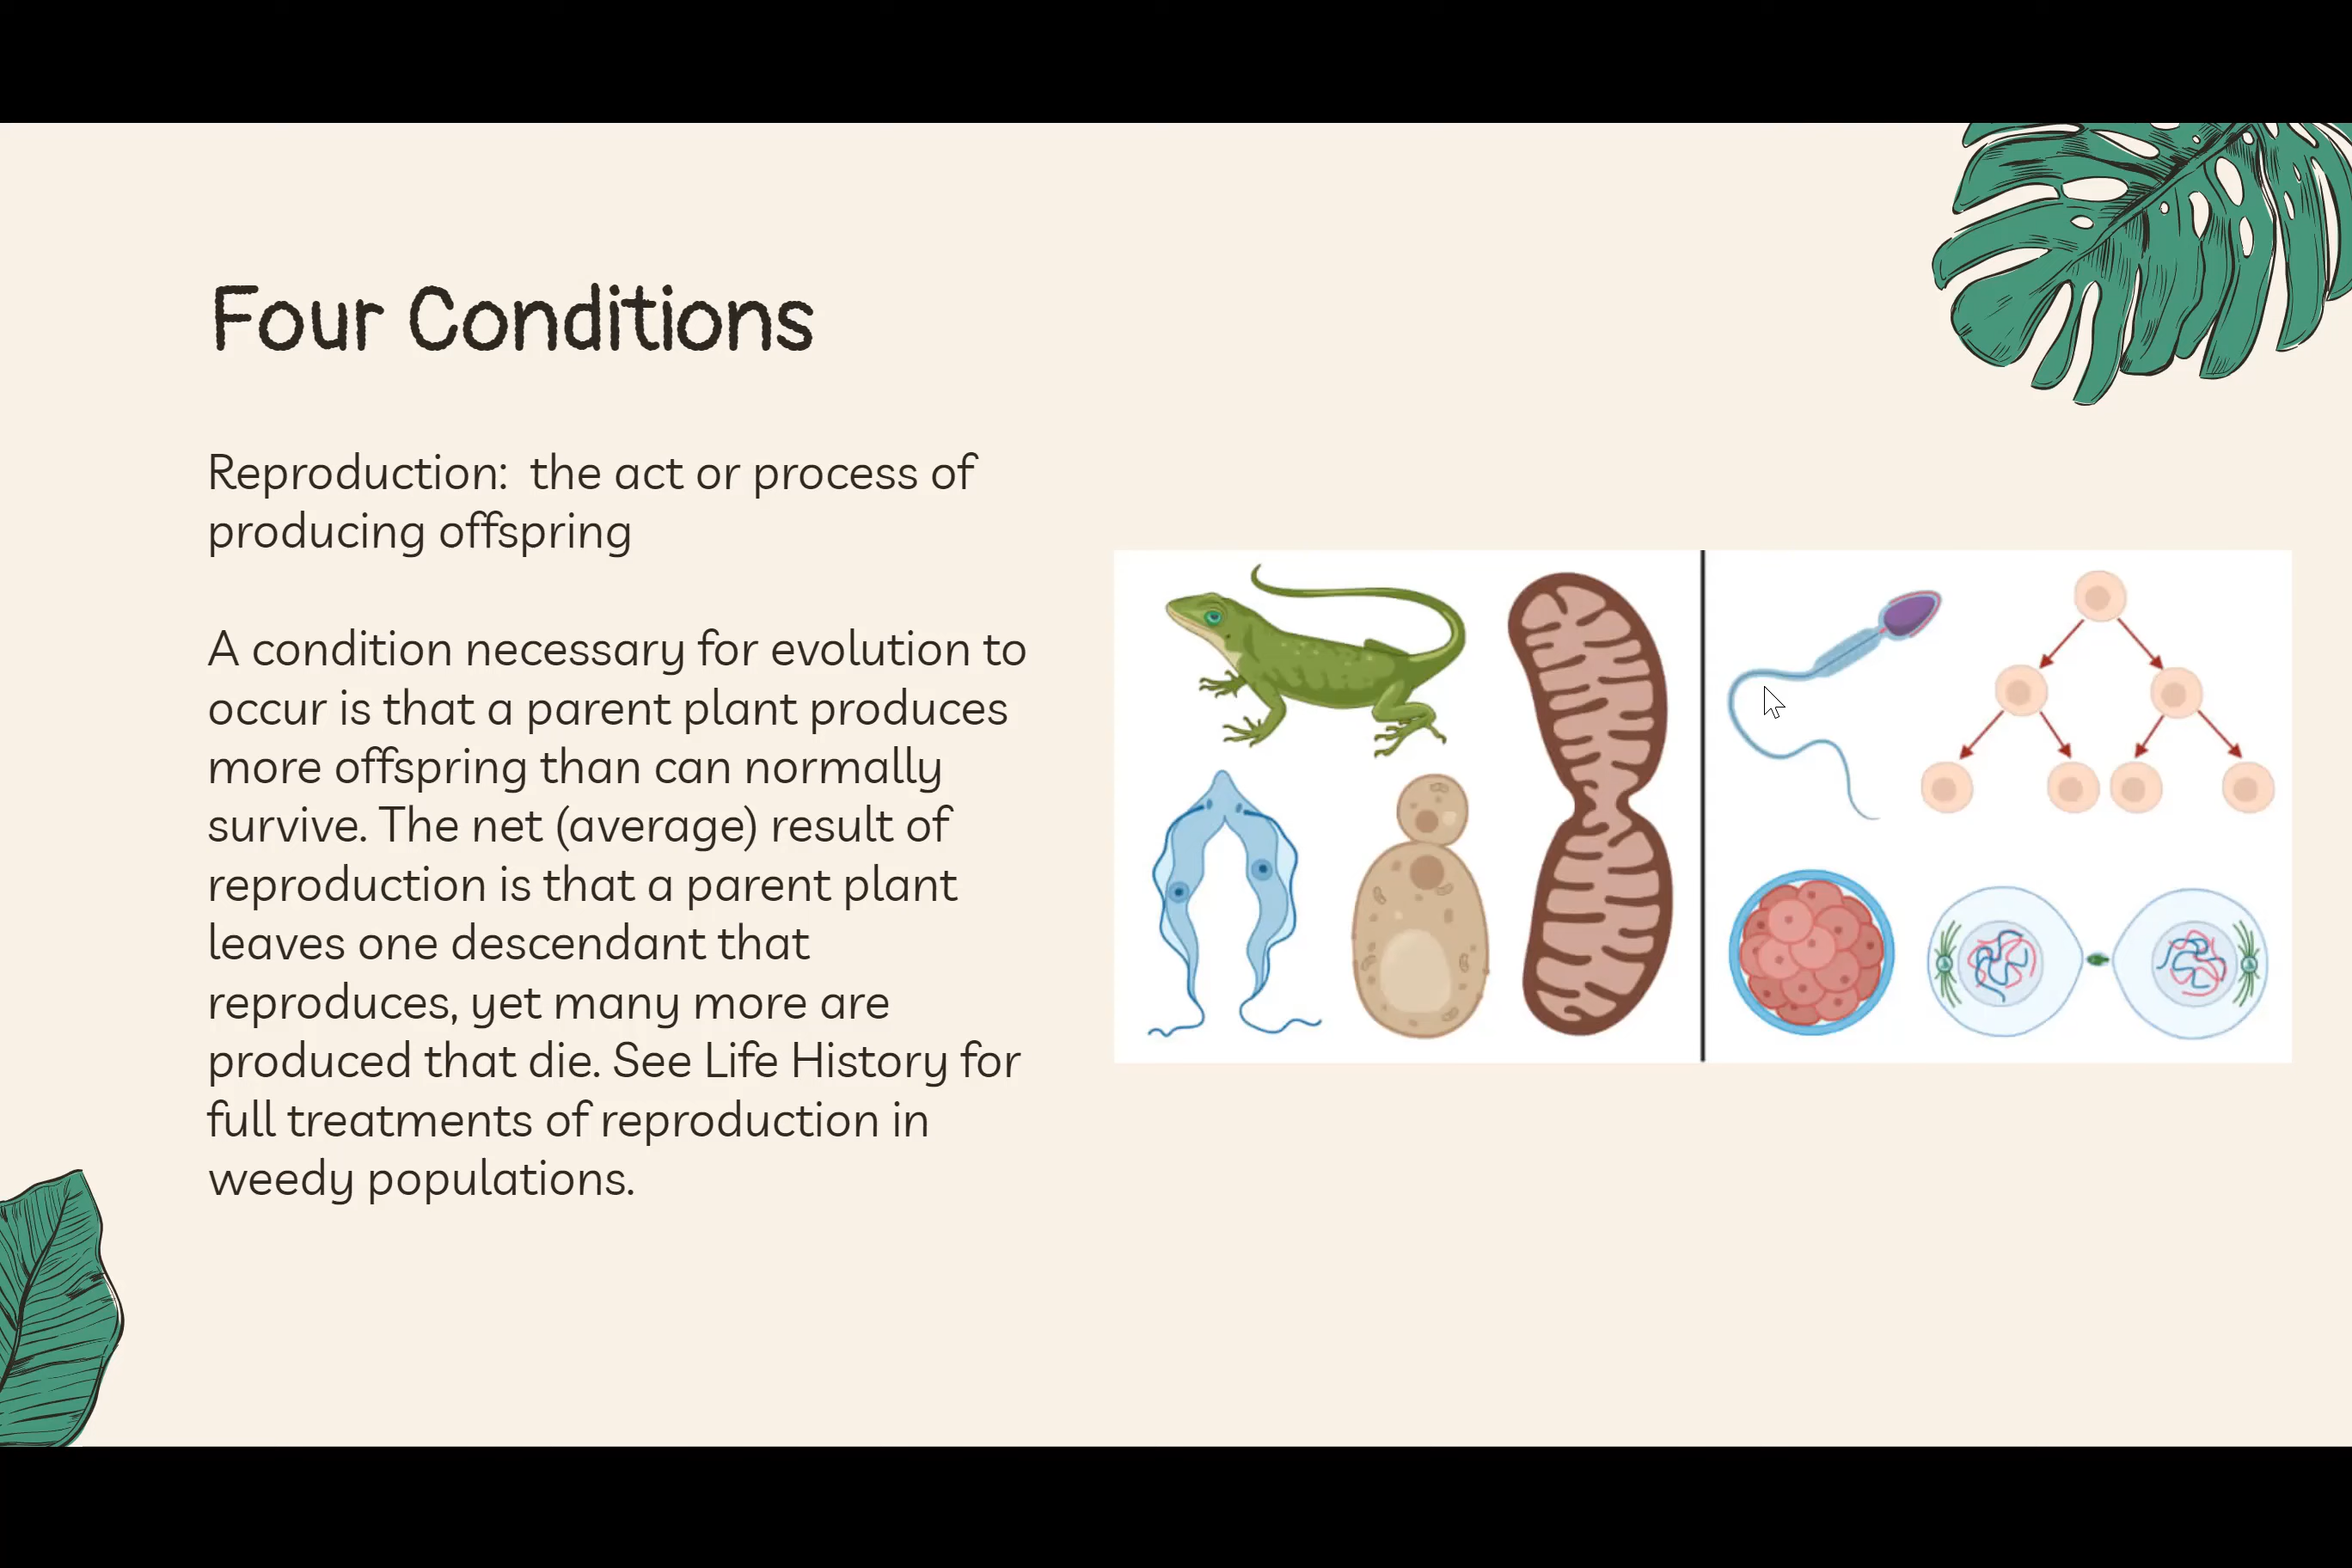 Four Conditions
Reproduction:  the act or process of
producing offspring
A condition necessary for evolution to
occur is that a parent plant produces
more offspring than can normally
survive. The net (average) result of
reproduction is that a parent plant
leaves one descendant that
reproduces, yet many more are
produced that die. See Life History for
full treatments of reproduction in
weedy populations.